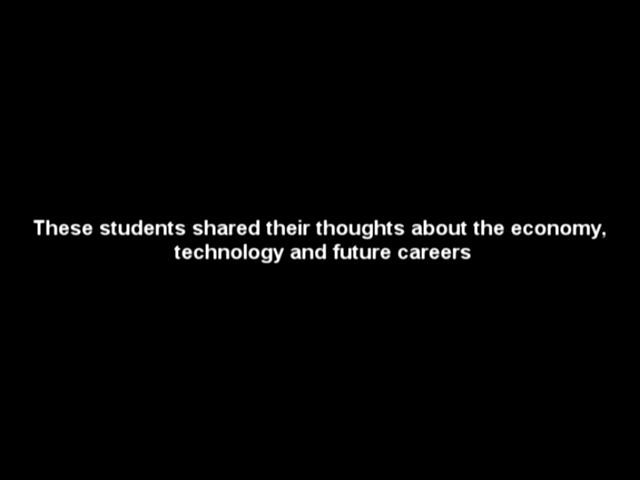 These students shared their thoughts about the economy,
technology and future careers